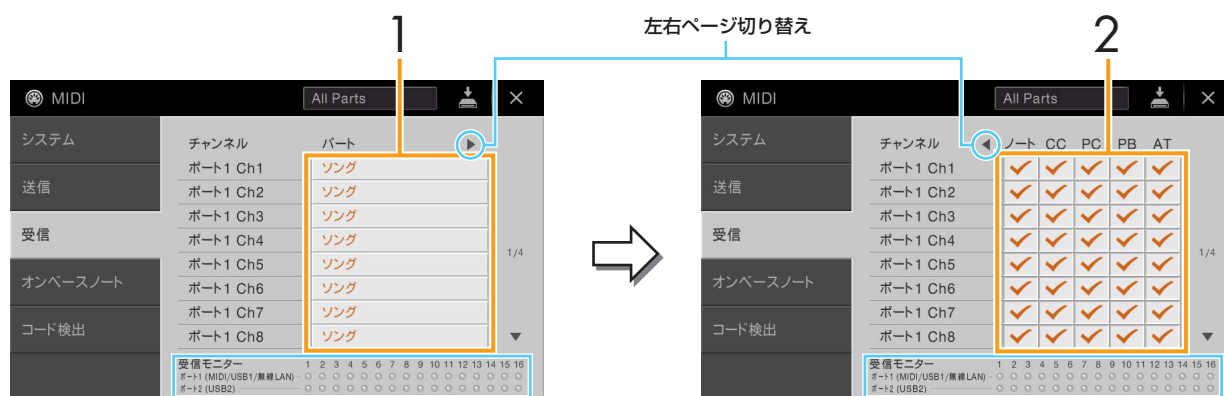 1
左右ページ切り替え
2
MIDI
All Parts
システム
送信
受信
オンベースノート
コード検出
チャンネル パート
ポート1 Ch1 ソング
ポート1 Ch2 ソング
ポート1 Ch3 ソング
ポート1 Ch4 ソング
ポート1 Ch5 ソング
ポート1 Ch6 ソング
ポート1 Ch7 ソング
ポート1 Ch8 ソング
1/4
受信モニター 1 2 3 4 5 6 7 8 9 10 11 12 13 14 15 16
ポート1 (MIDI/USB1/無線LAN)
ポート2 (USB2)
MIDI
All Parts
システム
送信
受信
オンベースノート
コード検出
チャンネル ノート CC PC PB AT
ポート1 Ch1
ポート1 Ch2
ポート1 Ch3
ポート1 Ch4
ポート1 Ch5
ポート1 Ch6
ポート1 Ch7
ポート1 Ch8
1/4
受信モニター 1 2 3 4 5 6 7 8 9 10 11 12 13 14 15 16
ポート1 (MIDI/USB1/無線LAN)
ポート2 (USB2)